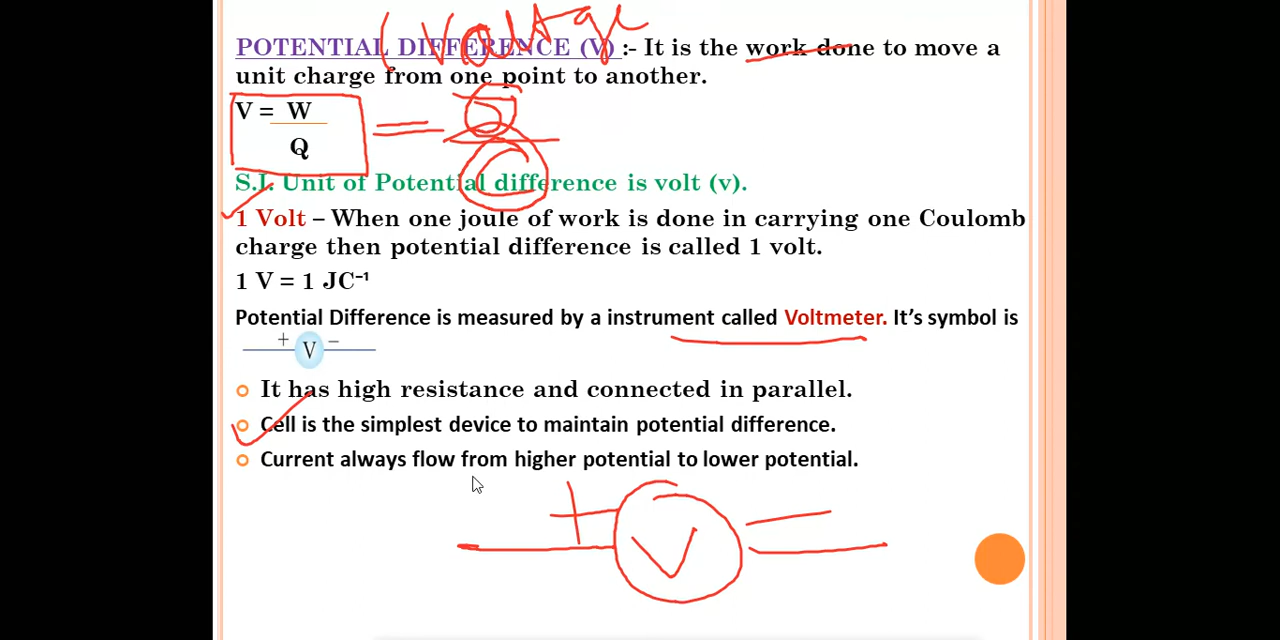 ( Voltage
POTENTIAL DIFFERENCE (V) :- It is the work done to move a
unit charge from one point to another.
V = W
Q
= J
C
S.I. Unit of Potential difference is volt (v).
1 Volt – When one joule of work is done in carrying one Coulomb
charge then potential difference is called 1 volt.
1 V = 1 JC⁻¹
Potential Difference is measured by a instrument called Voltmeter. It's symbol is
+ V −
It has high resistance and connected in parallel.
Cell is the simplest device to maintain potential difference.
Current always flow from higher potential to lower potential.
+ V −